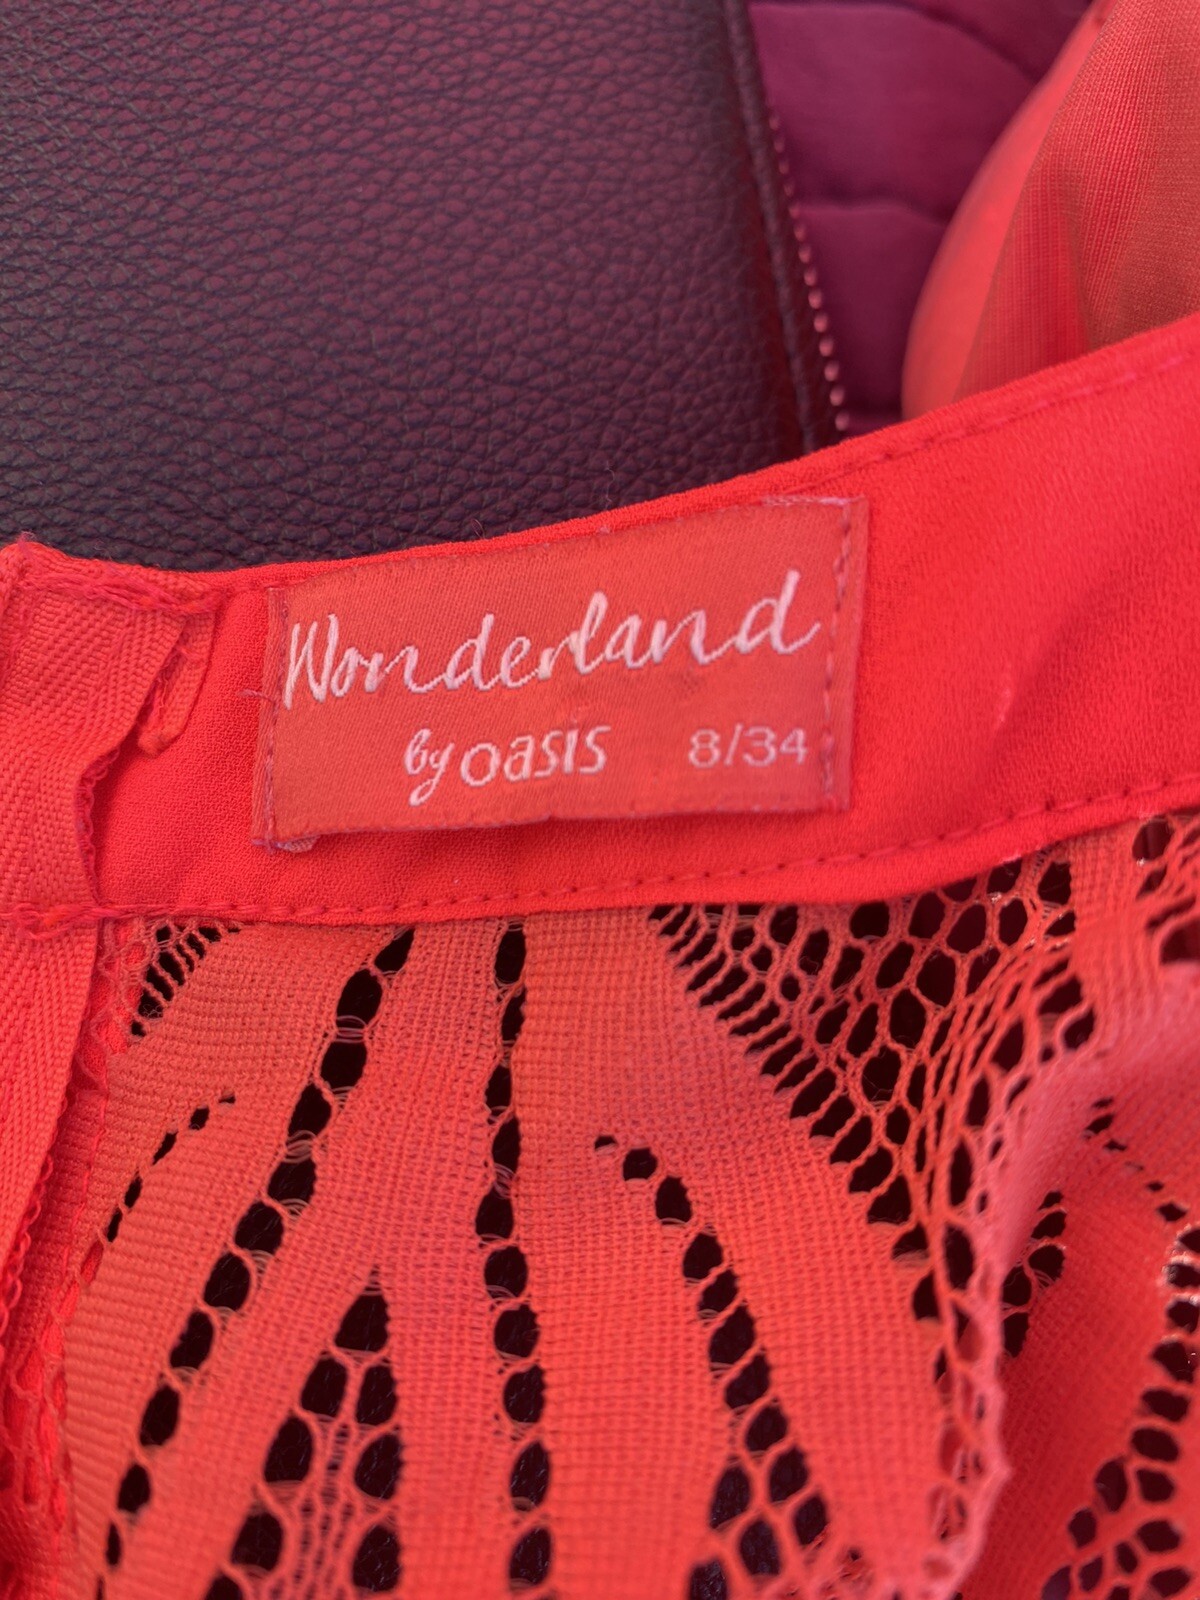 Wonderland
by oasis 8/34